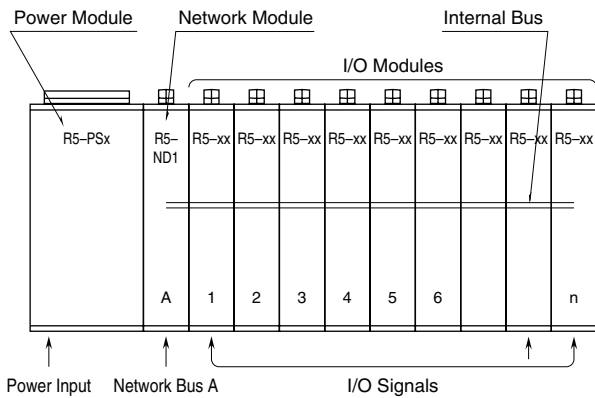 Power Module
Network Module
Internal Bus
I/O Modules
R5–PSx
R5–
ND1
R5–xx
R5–xx
R5–xx
R5–xx
R5–xx
R5–xx
R5–xx
R5–xx
R5–xx
A
1
2
3
4
5
6
n
Power Input
Network Bus A
I/O Signals